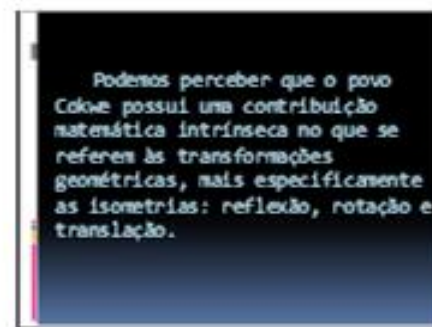 Podemos perceber que o povo
Cokwe possui uma contribuição
matemática intrínseca no que se
referem às transformações
geométricas, mais especificamente
as isometrias: reflexão, rotação e
translação.